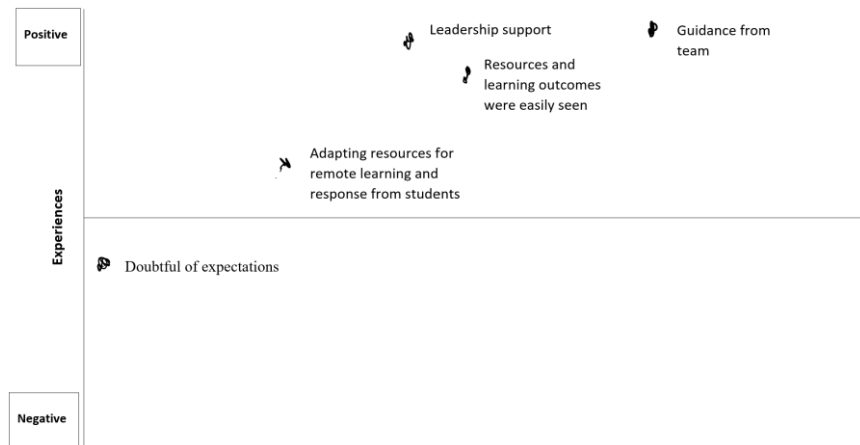 Positive
Leadership support
Guidance from
team
Resources and
learning outcomes
were easily seen
Adapting resources for
remote learning and
response from students
Experiences
Doubtful of expectations
Negative